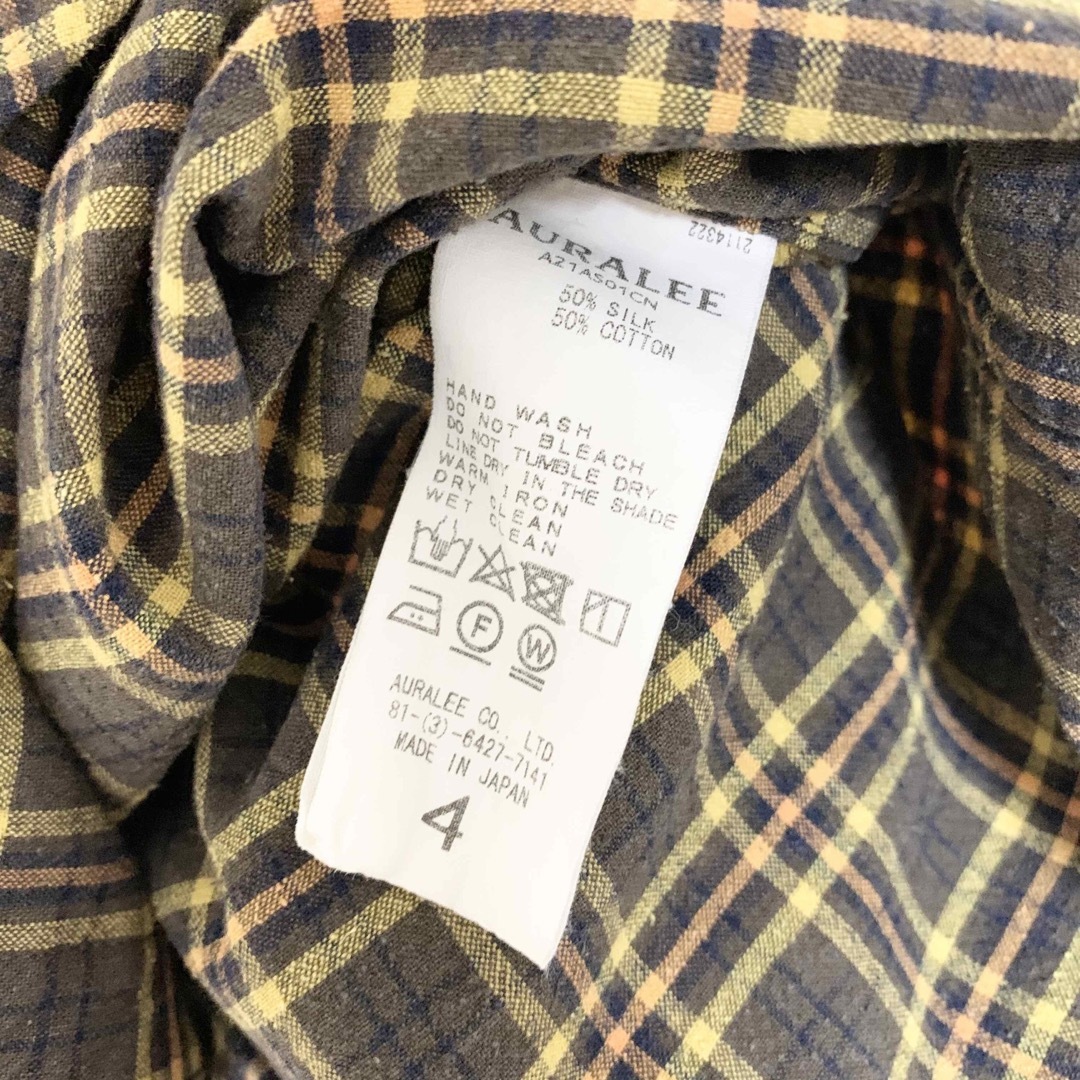 2114322
AURALEE
A21AS01CN
50% SILK
50% COTTON
HAND WASH
DO NOT BLEACH
DO NOT TUMBLE DRY
LINE DRY IN THE SHADE
WARM IRON
DRY CLEAN
WET CLEAN
F
W
AURALEE CO., LTD.
81-(3)-6427-7141
MADE IN JAPAN
4